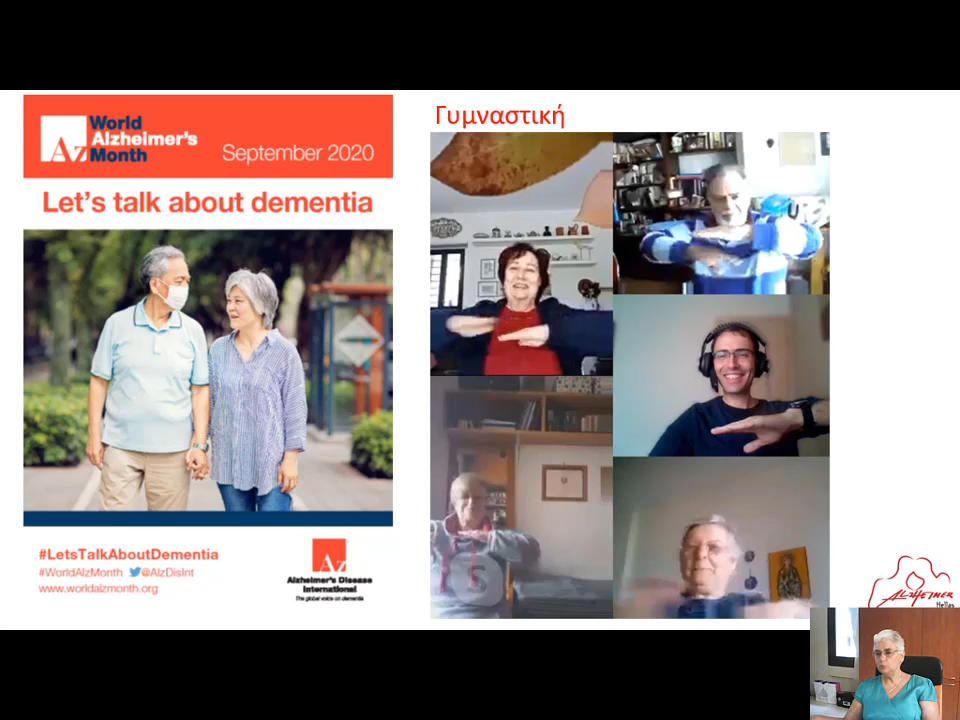 World
Alzheimer's
Month
Az
September 2020
Let's talk about dementia
#LetsTalkAboutDementia
#WorldAlzMonth @AlzDisInt
www.worldalzmonth.org
Az
Alzheimer's Disease
International
The global voice on dementia
Γυμναστική
S
ALZHEIMER
Hellas